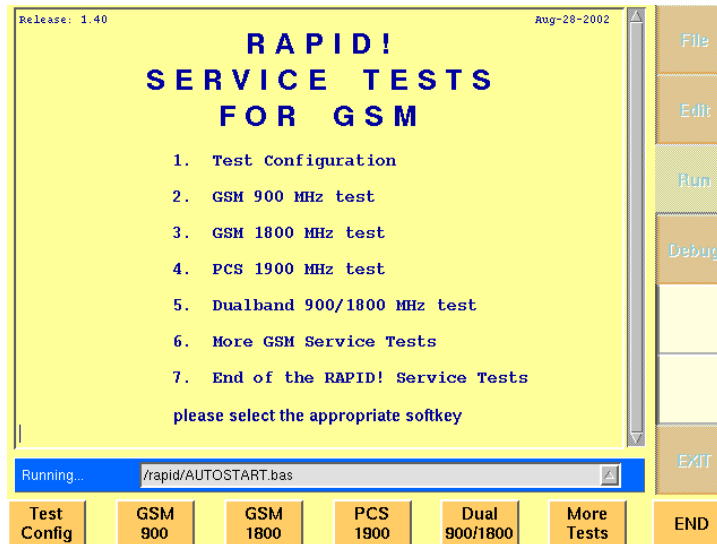 Release: 1.40
Aug-28-2002
RAPID!
SERVICE TESTS
FOR GSM
1. Test Configuration
2. GSM 900 MHz test
3. GSM 1800 MHz test
4. PCS 1900 MHz test
5. Dualband 900/1800 MHz test
6. More GSM Service Tests
7. End of the RAPID! Service Tests
please select the appropriate softkey
File
Edit
Run
Debug
EXIT
Running...
/rapid/AUTOSTART.bas
Test Config
GSM 900
GSM 1800
PCS 1900
Dual 900/1800
More Tests
END